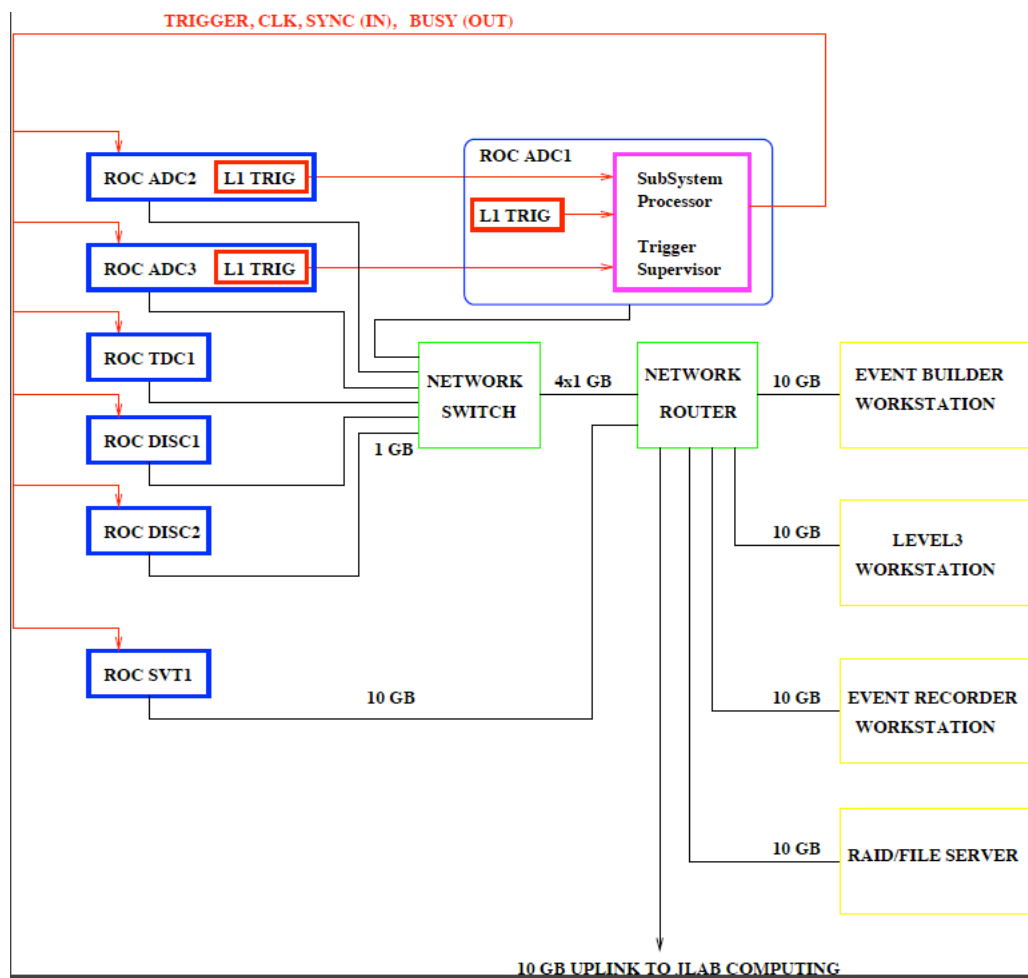 TRIGGER, CLK, SYNC (IN), BUSY (OUT)
ROC ADC1
ROC ADC2
L1 TRIG
SubSystem
Processor
L1 TRIG
Trigger
Supervisor
ROC ADC3
L1 TRIG
ROC TDC1
NETWORK
SWITCH
4x1 GB
NETWORK
ROUTER
10 GB
EVENT BUILDER
WORKSTATION
ROC DISC1
1 GB
ROC DISC2
10 GB
LEVEL3
WORKSTATION
ROC SVT1
10 GB
10 GB
EVENT RECORDER
WORKSTATION
10 GB
RAID/FILE SERVER
10 GB UPLINK TO JLAB COMPUTING